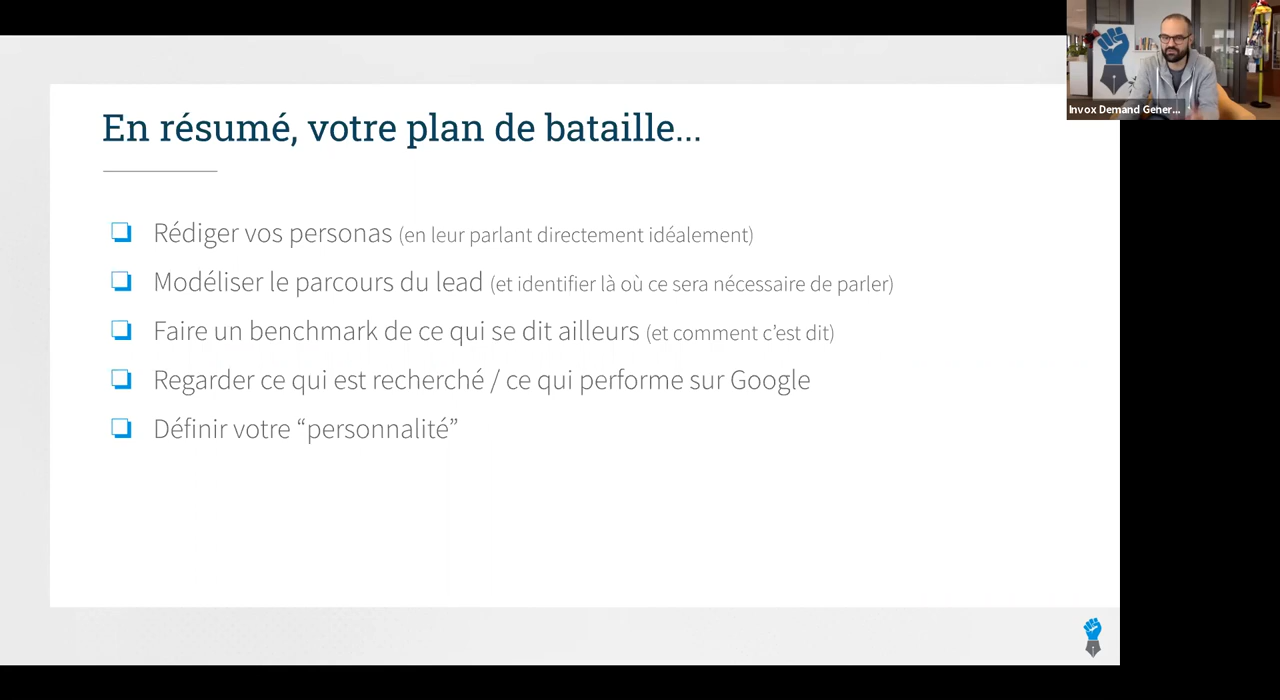 Invox Demand Gener...
En résumé, votre plan de bataille...
Rédiger vos personas (en leur parlant directement idéalement)
Modéliser le parcours du lead (et identifier là où ce sera nécessaire de parler)
Faire un benchmark de ce qui se dit ailleurs (et comment c’est dit)
Regarder ce qui est recherché / ce qui performe sur Google
Définir votre “personnalité”